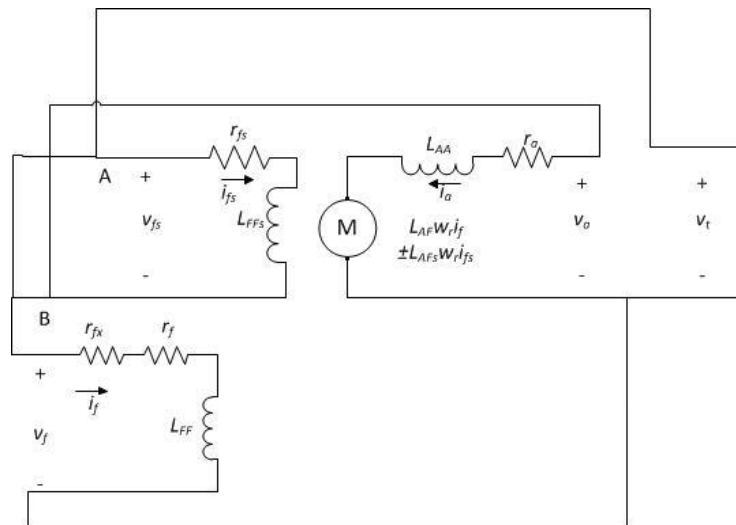 r_fs
L_AA
r_a
A
+
i_fs
i_a
+
+
v_fs
L_FFs
M
L_AF w_r i_f
±L_AFs w_r i_fs
v_a
v_t
-
-
-
B
r_fx
r_f
+
i_f
L_FF
v_f
-